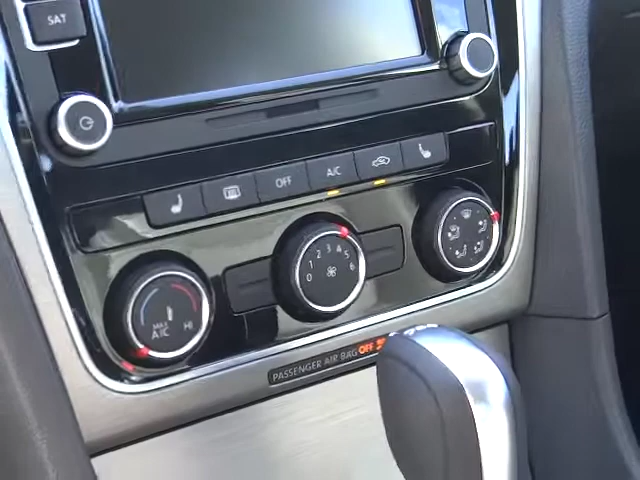 SAT
OFF
A/C
0 1 2 3 4 5 6
MAX A/C HI
PASSENGER AIR BAG OFF